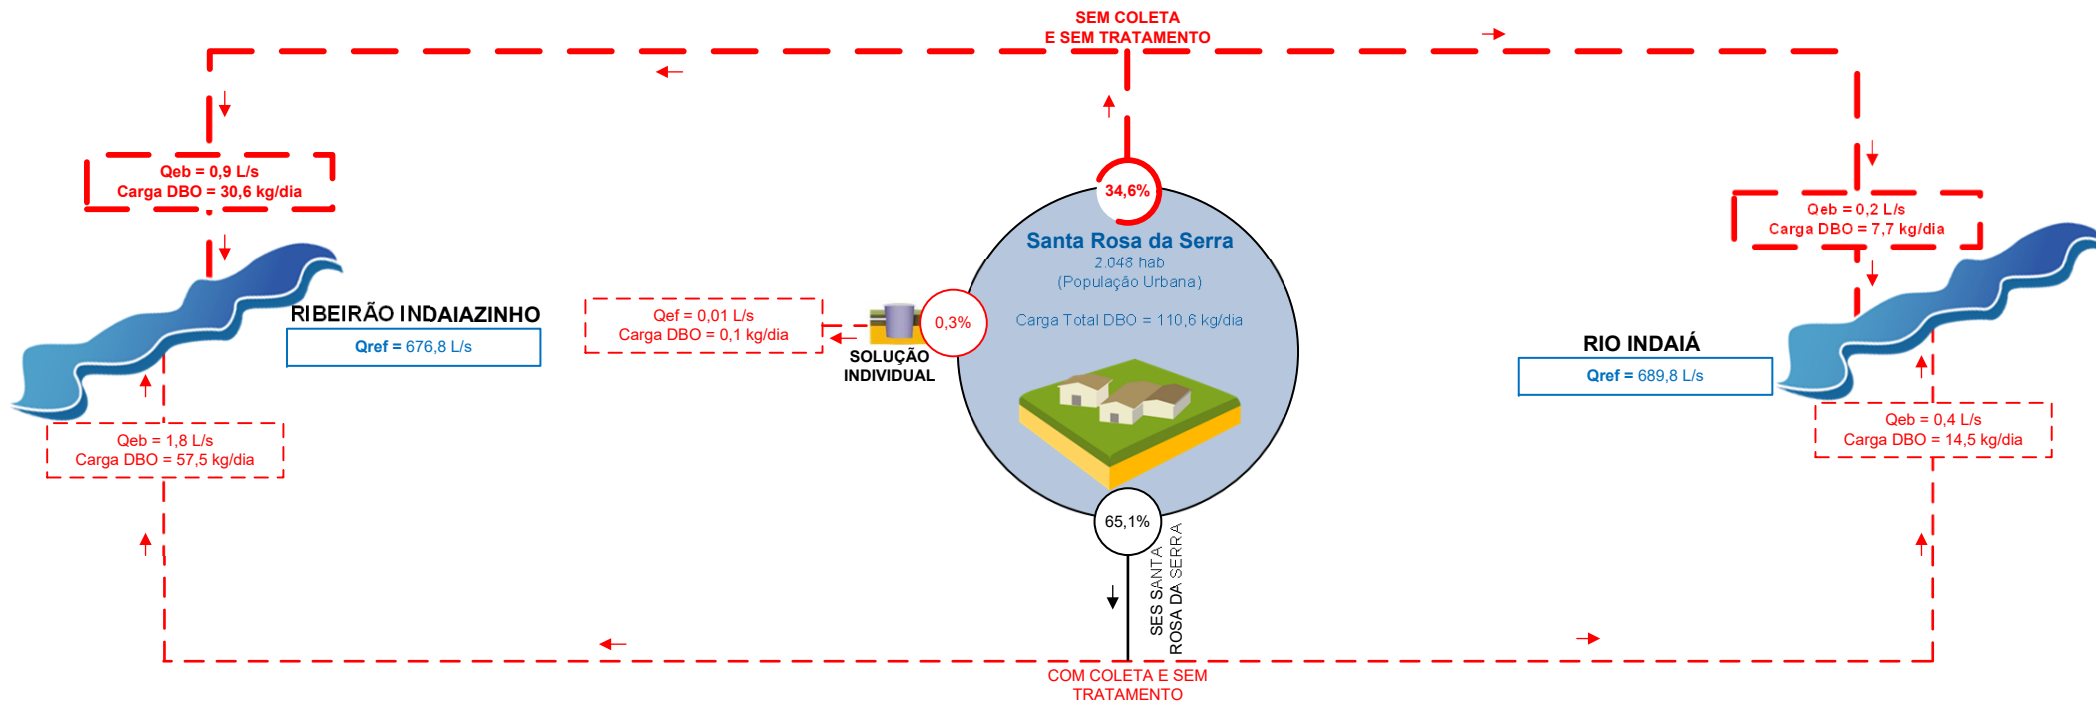 SEM COLETA
E SEM TRATAMENTO
Qeb = 0,9 L/s
Carga DBO = 30,6 kg/dia
34,6%
Qeb = 0,2 L/s
Carga DBO = 7,7 kg/dia
Santa Rosa da Serra
2.048 hab
(População Urbana)
Carga Total DBO = 110,6 kg/dia
RIBEIRÃO INDAIAZINHO
Qref = 676,8 L/s
Qef = 0,01 L/s
Carga DBO = 0,1 kg/dia
0,3%
SOLUÇÃO
INDIVIDUAL
RIO INDAIÁ
Qref = 689,8 L/s
Qeb = 1,8 L/s
Carga DBO = 57,5 kg/dia
Qeb = 0,4 L/s
Carga DBO = 14,5 kg/dia
65,1%
SES SANTA
ROSA DA SERRA
COM COLETA E SEM
TRATAMENTO